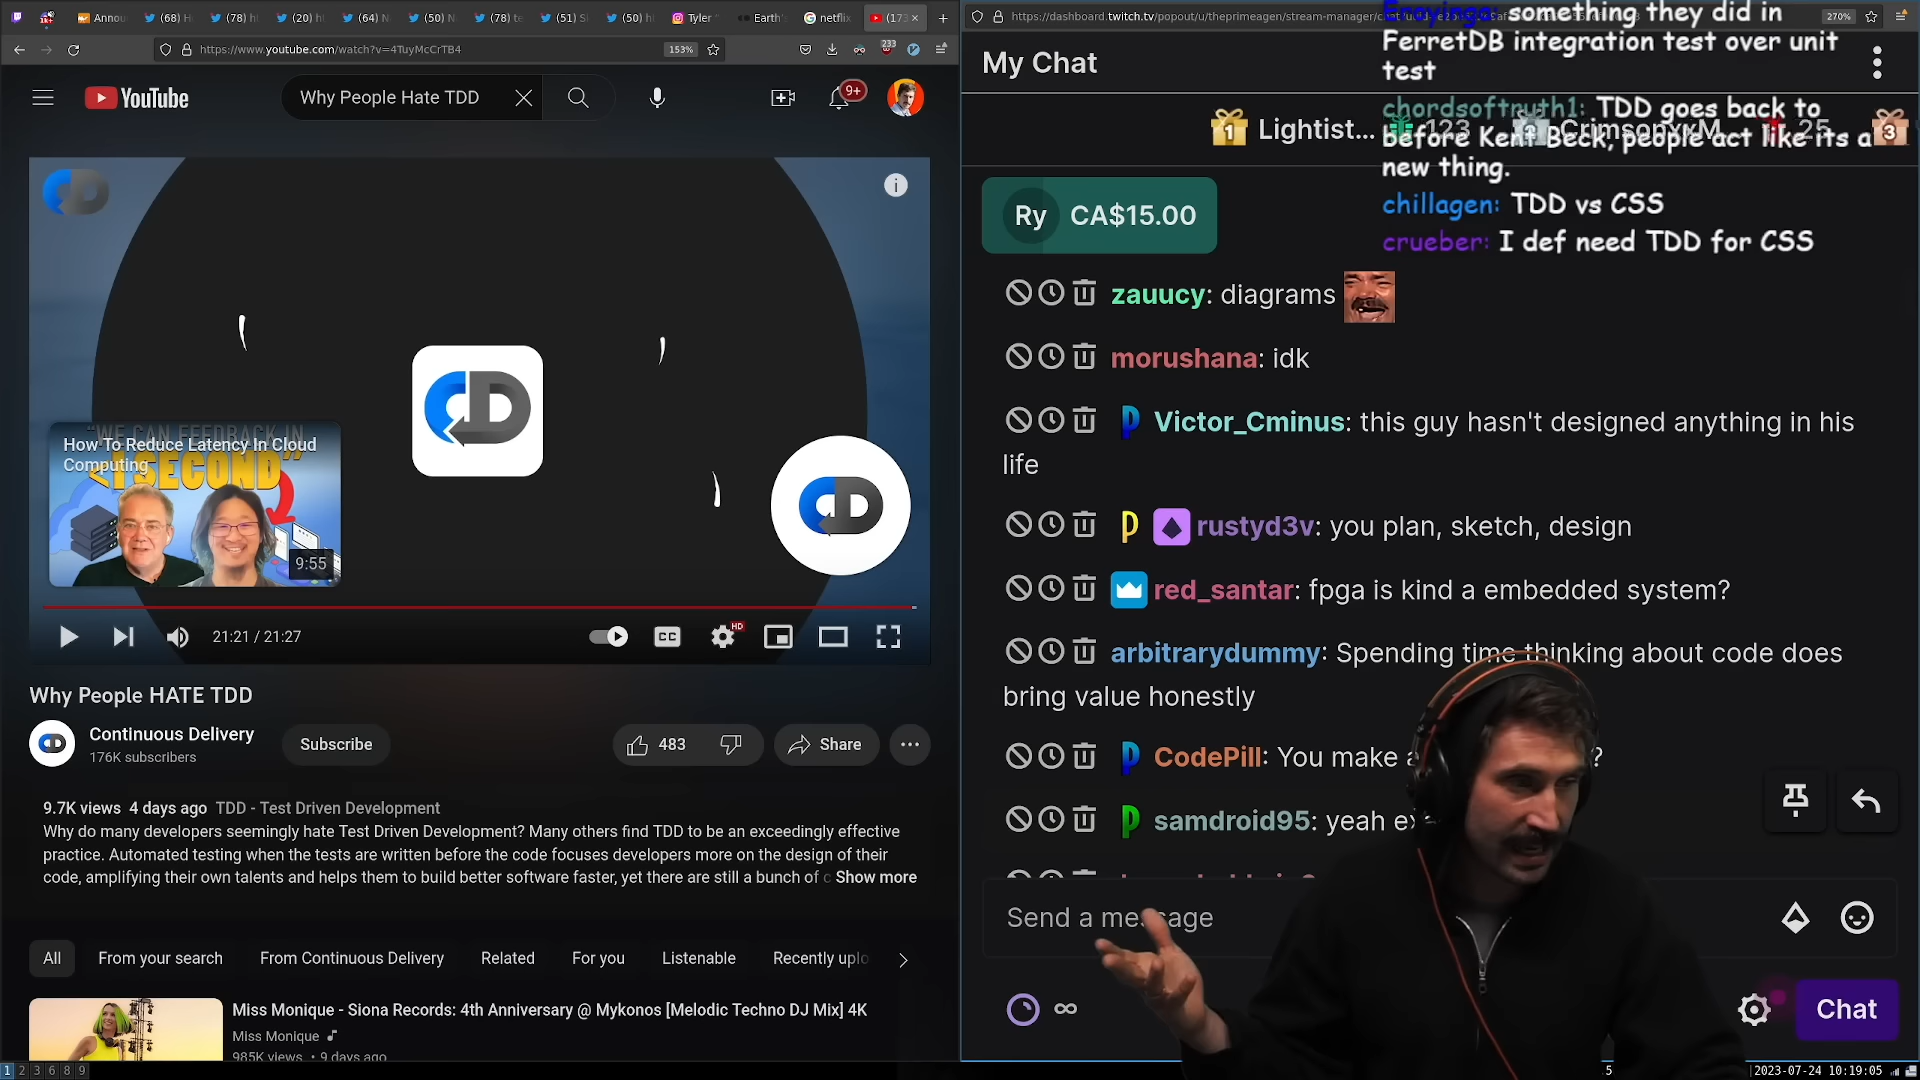 Annou
(68) H
(78) h
(20) h
(64) N
(50) N
(78) te
(51) S
(50) h
Tyler
Earth's
netflix
(173
https://www.youtube.com/watch?v=4TuyMcCrTB4
153%
233
YouTube
Why People Hate TDD
9+
"WE CAN FEEDBACK IN
How To Reduce Latency In Cloud
Computing
<1SECOND"
9:55
21:21 / 21:27
CC
HD
Why People HATE TDD
Continuous Delivery
176K subscribers
Subscribe
483
Share
9.7K views 4 days ago TDD - Test Driven Development
Why do many developers seemingly hate Test Driven Development? Many others find TDD to be an exceedingly effective
practice. Automated testing when the tests are written before the code focuses developers more on the design of their
code, amplifying their own talents and helps them to build better software faster, yet there are still a bunch of Show more
All
From your search
From Continuous Delivery
Related
For you
Listenable
Recently uplo
Miss Monique - Siona Records: 4th Anniversary @ Mykonos [Melodic Techno DJ Mix] 4K
Miss Monique
985K views • 9 days ago
1 2 3 6 8 9
https://dashboard.twitch.tv/popout/u/theprimeagen/stream-manager/
270%
something they did in
FerretDB integration test over unit
test
chordsoftruth1: TDD goes back to
before Kent Beck, people act like its a
new thing.
chillagen: TDD vs CSS
crueber: I def need TDD for CSS
My Chat
1 Lightist... 123
25
3
Ry CA$15.00
zauucy: diagrams
morushana: idk
Victor_Cminus: this guy hasn't designed anything in his
life
rustyd3v: you plan, sketch, design
red_santar: fpga is kind a embedded system?
arbitrarydummy: Spending time thinking about code does
bring value honestly
CodePill: You make a ?
samdroid95: yeah ex
Send a message
Chat
5
2023-07-24 10:19:05